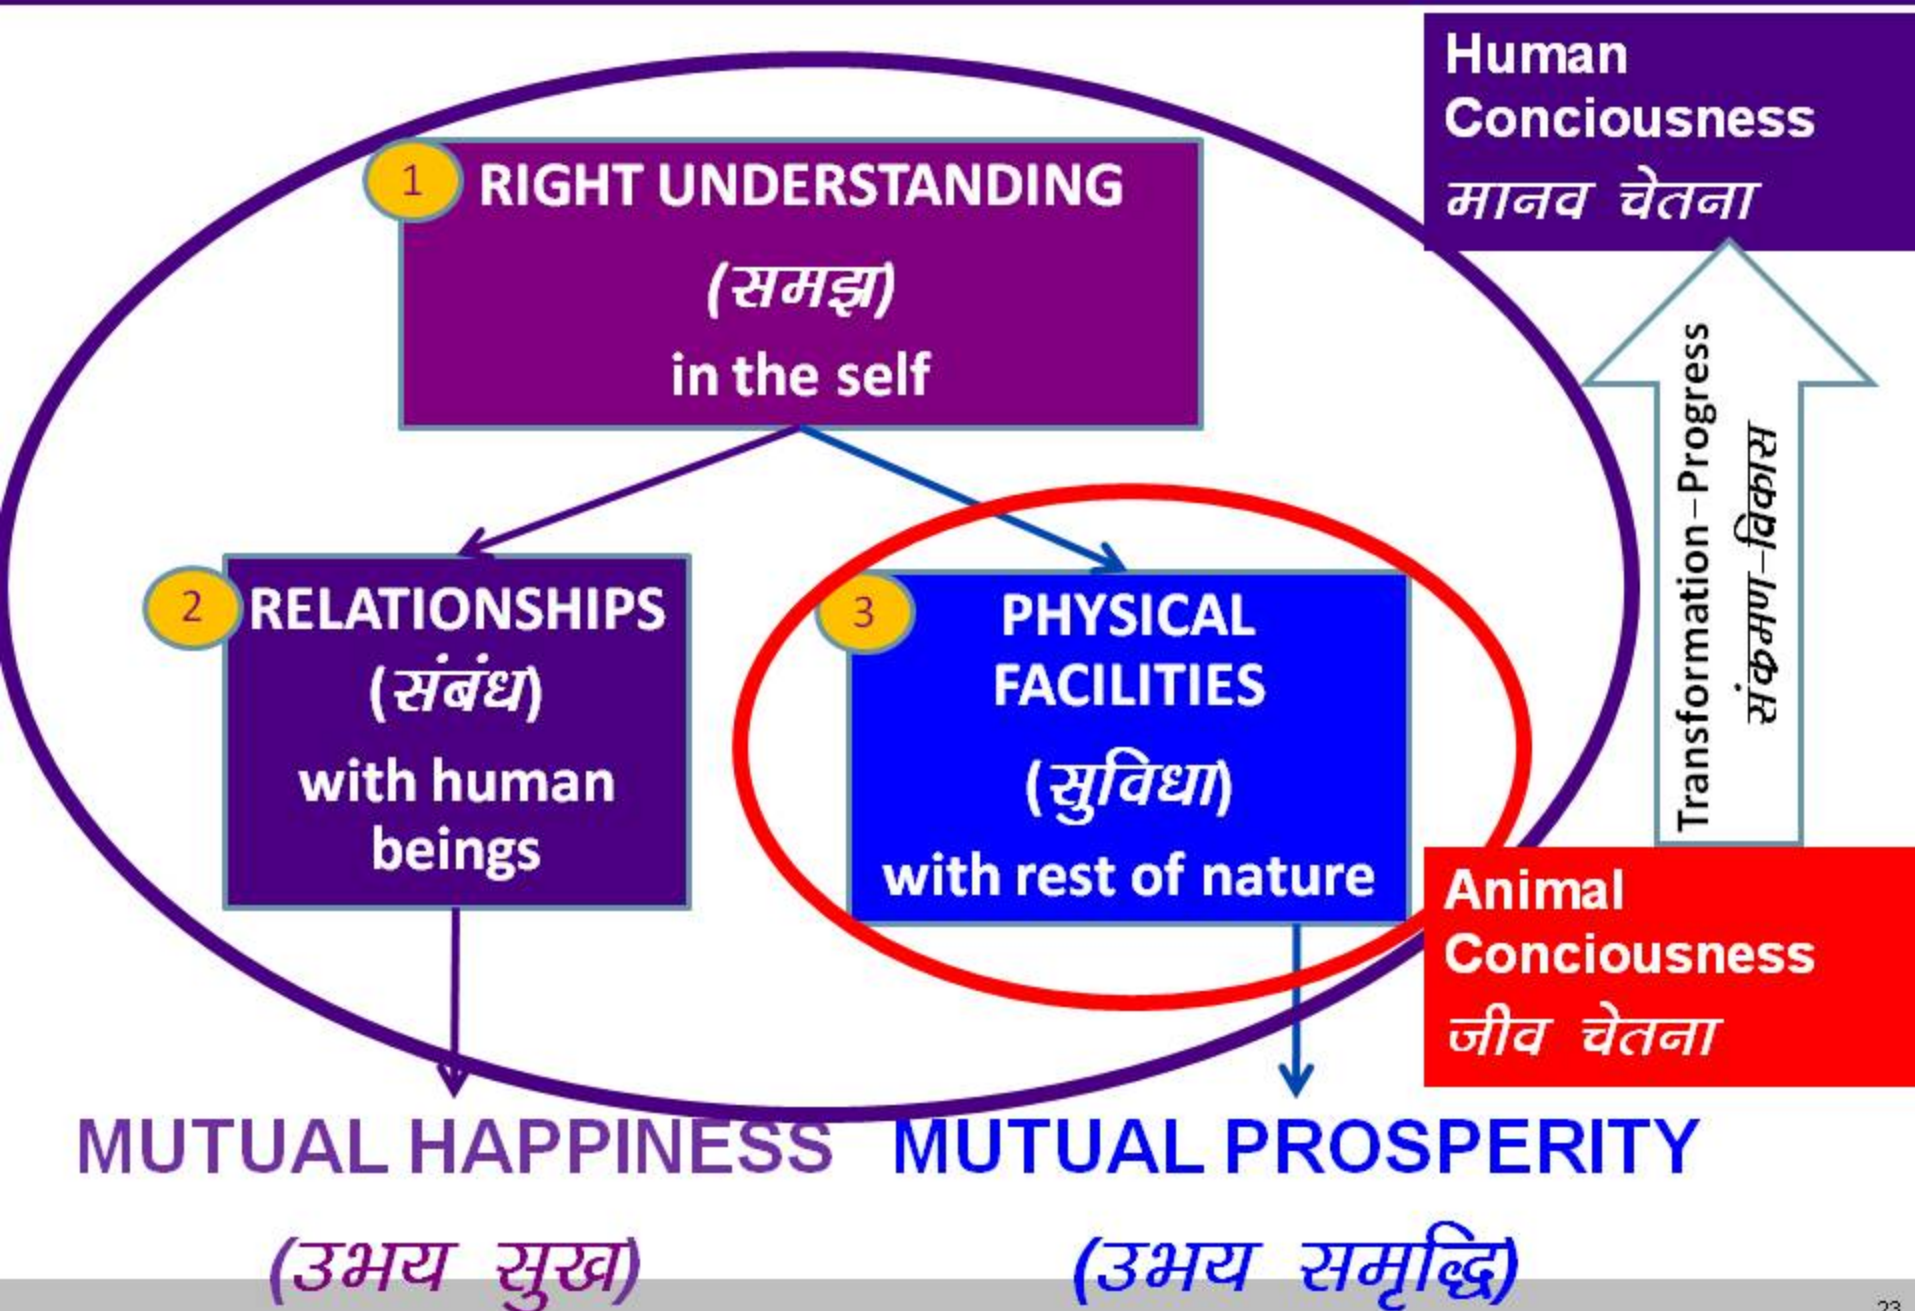 Human
Conciousness
मानव चेतना
1
RIGHT UNDERSTANDING
(समझ)
in the self
Transformation–Progress
संक्रमण–विकास
2
RELATIONSHIPS
(संबंध)
with human
beings
3
PHYSICAL
FACILITIES
(सुविधा)
with rest of nature
Animal
Conciousness
जीव चेतना
MUTUAL HAPPINESS
(उभय सुख)
MUTUAL PROSPERITY
(उभय समृद्धि)
23